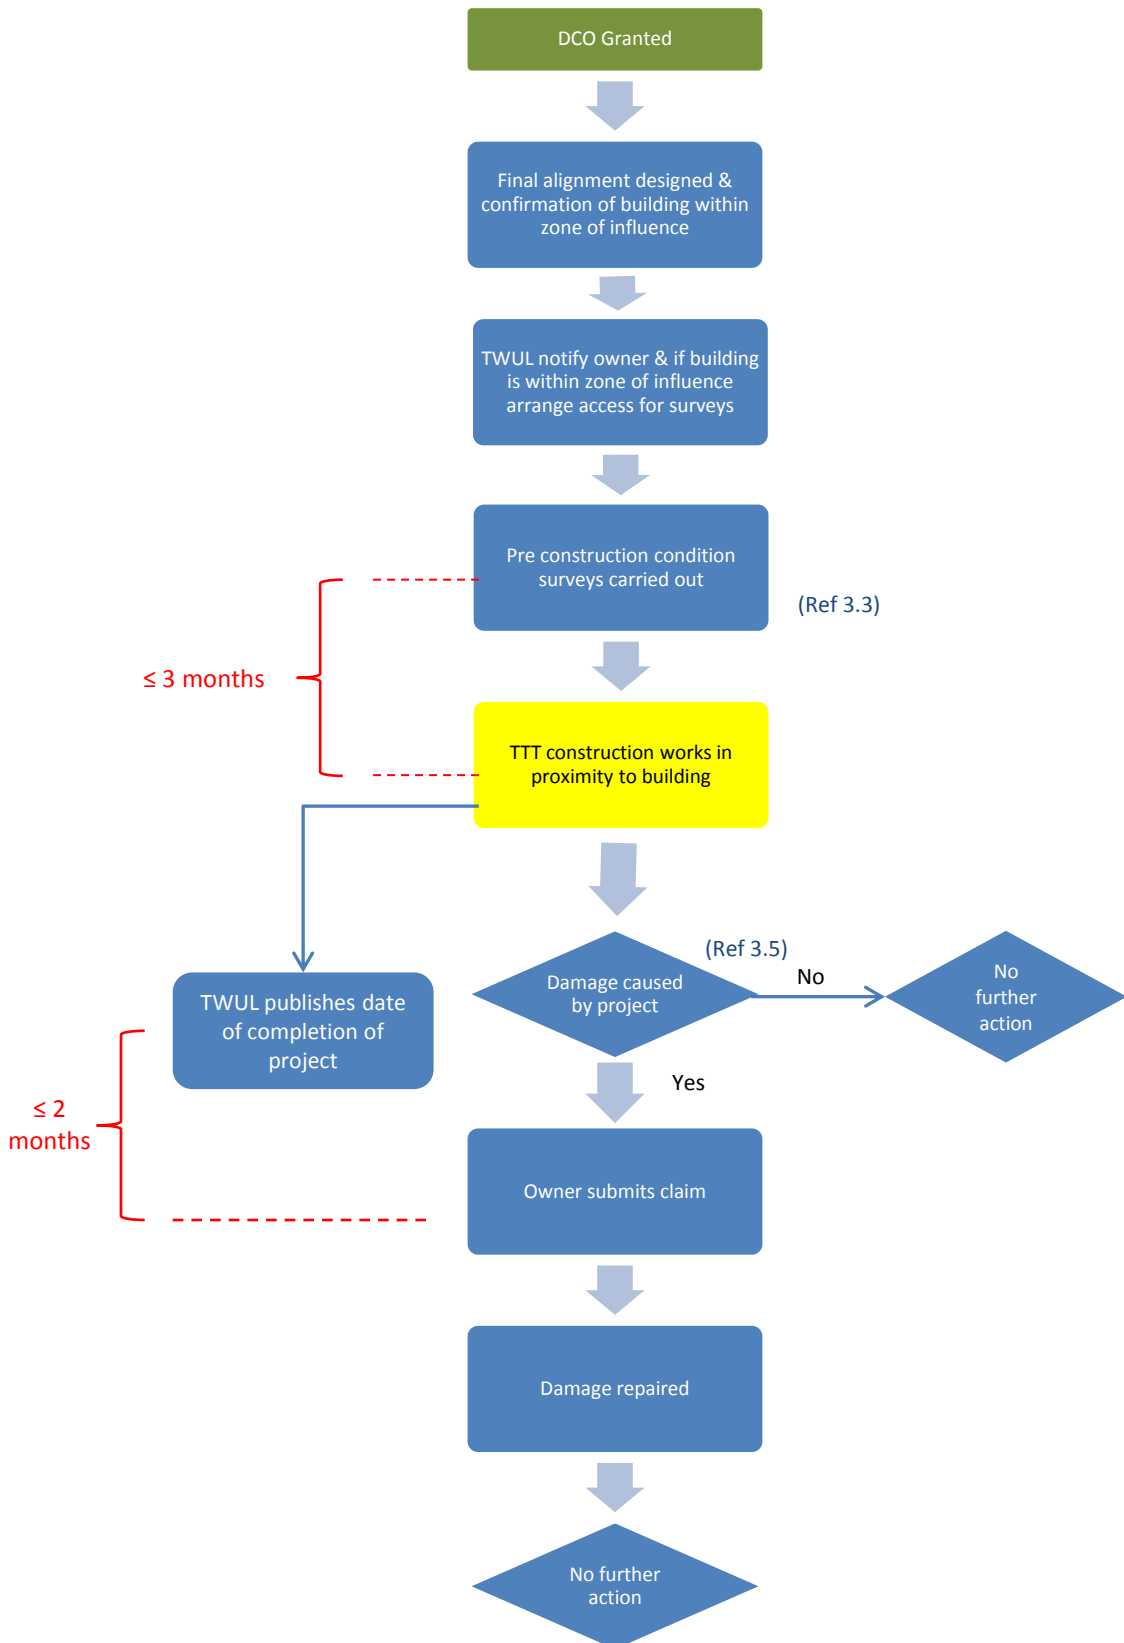 DCO Granted
Final alignment designed &
confirmation of building within
zone of influence
TWUL notify owner & if building
is within zone of influence
arrange access for surveys
Pre construction condition
surveys carried out
(Ref 3.3)
≤ 3 months
TTT construction works in
proximity to building
(Ref 3.5)
Damage caused
by project
No
No
further
action
TWUL publishes date
of completion of
project
Yes
≤ 2
months
Owner submits claim
Damage repaired
No further
action